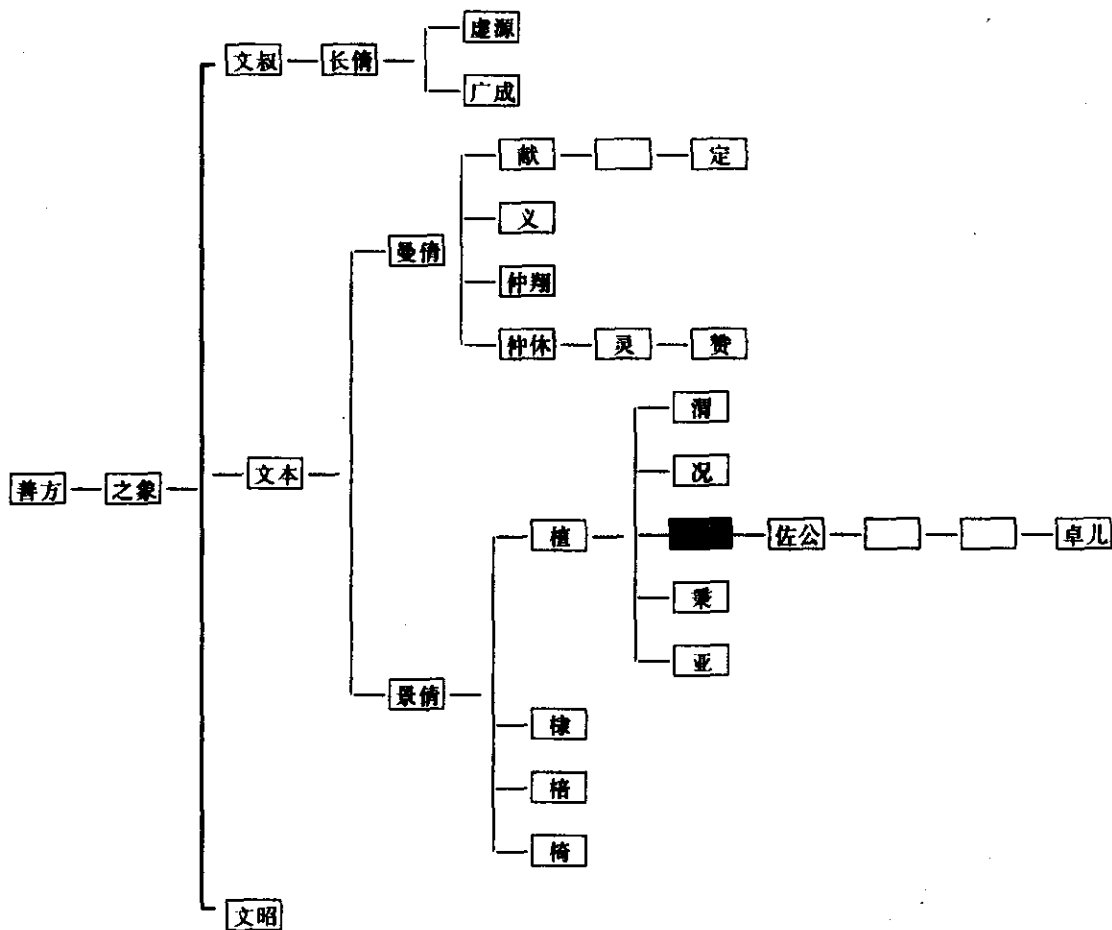 虚源
文叔
长倩
广成
献
定
义
曼倩
仲翔
仲休
灵
赞
渭
况
善方
之象
文本
植
佐公
卓儿
秉
亚
景倩
棣
棓
椅
文昭